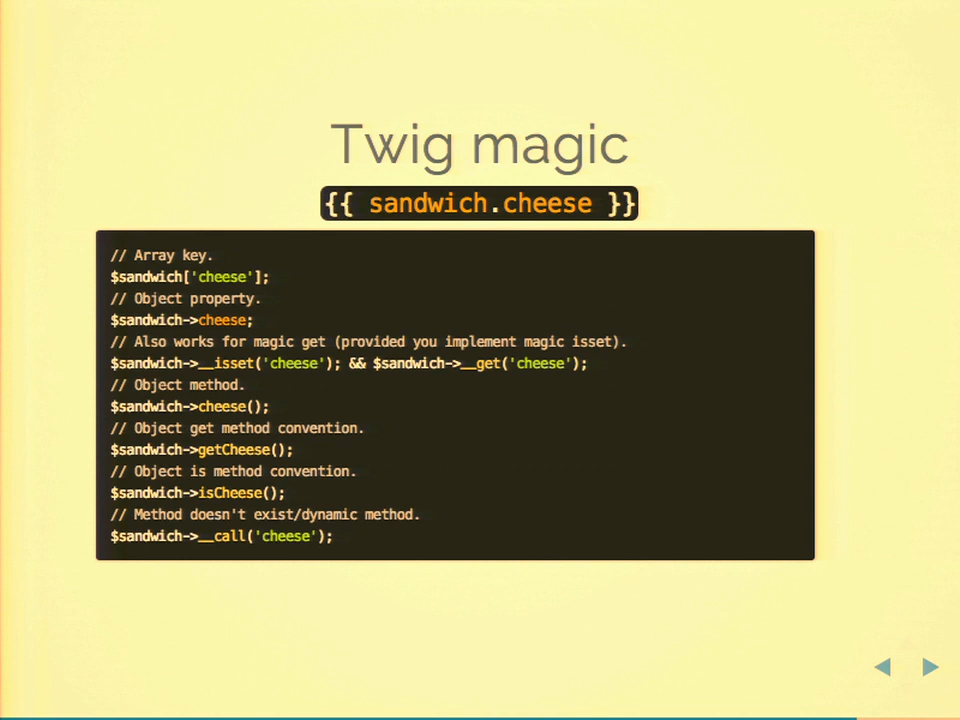 Twig magic
{{ sandwich.cheese }}
// Array key.
$sandwich['cheese'];
// Object property.
$sandwich->cheese;
// Also works for magic get (provided you implement magic isset).
$sandwich->__isset('cheese'); && $sandwich->__get('cheese');
// Object method.
$sandwich->cheese();
// Object get method convention.
$sandwich->getCheese();
// Object is method convention.
$sandwich->isCheese();
// Method doesn't exist/dynamic method.
$sandwich->__call('cheese');